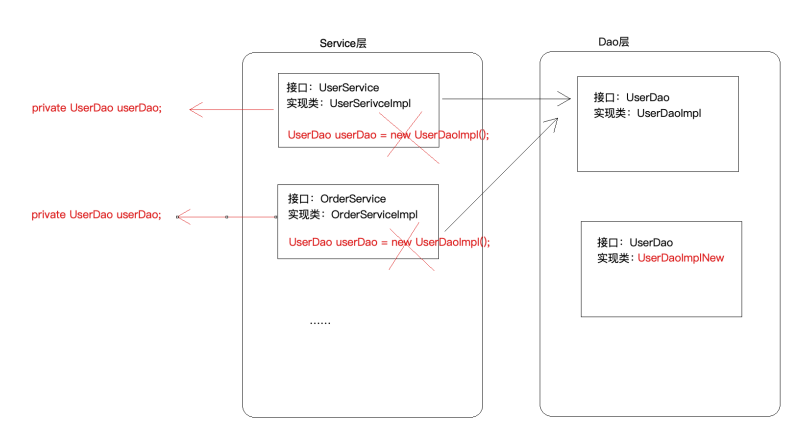 Service层
Dao层
接口：UserService
实现类：UserSerivceImpl
UserDao userDao = new UserDaoImpl();
private UserDao userDao;
接口：UserDao
实现类：UserDaoImpl
接口：OrderService
实现类：OrderServiceImpl
UserDao userDao = new UserDaoImpl();
private UserDao userDao;
接口：UserDao
实现类：UserDaoImplNew
……